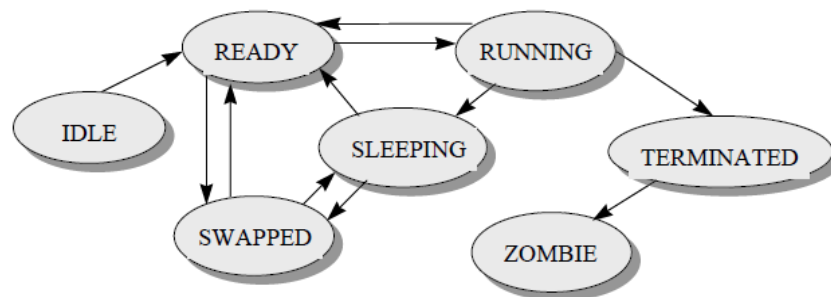 READY
RUNNING
IDLE
SLEEPING
TERMINATED
SWAPPED
ZOMBIE